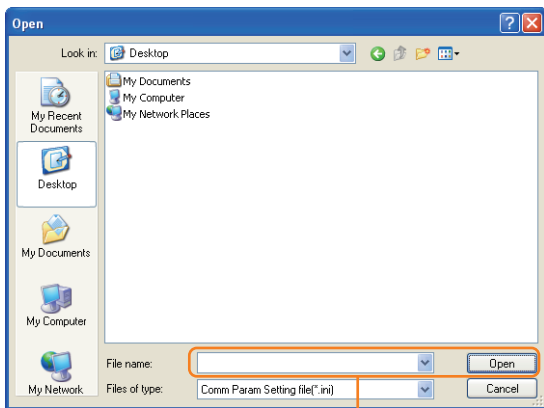 Open
Look in: Desktop
My Recent
Documents
Desktop
My Documents
My Computer
My Network
My Documents
My Computer
My Network Places
File name: Open
Files of type: Comm Param Setting file(*.ini) Cancel